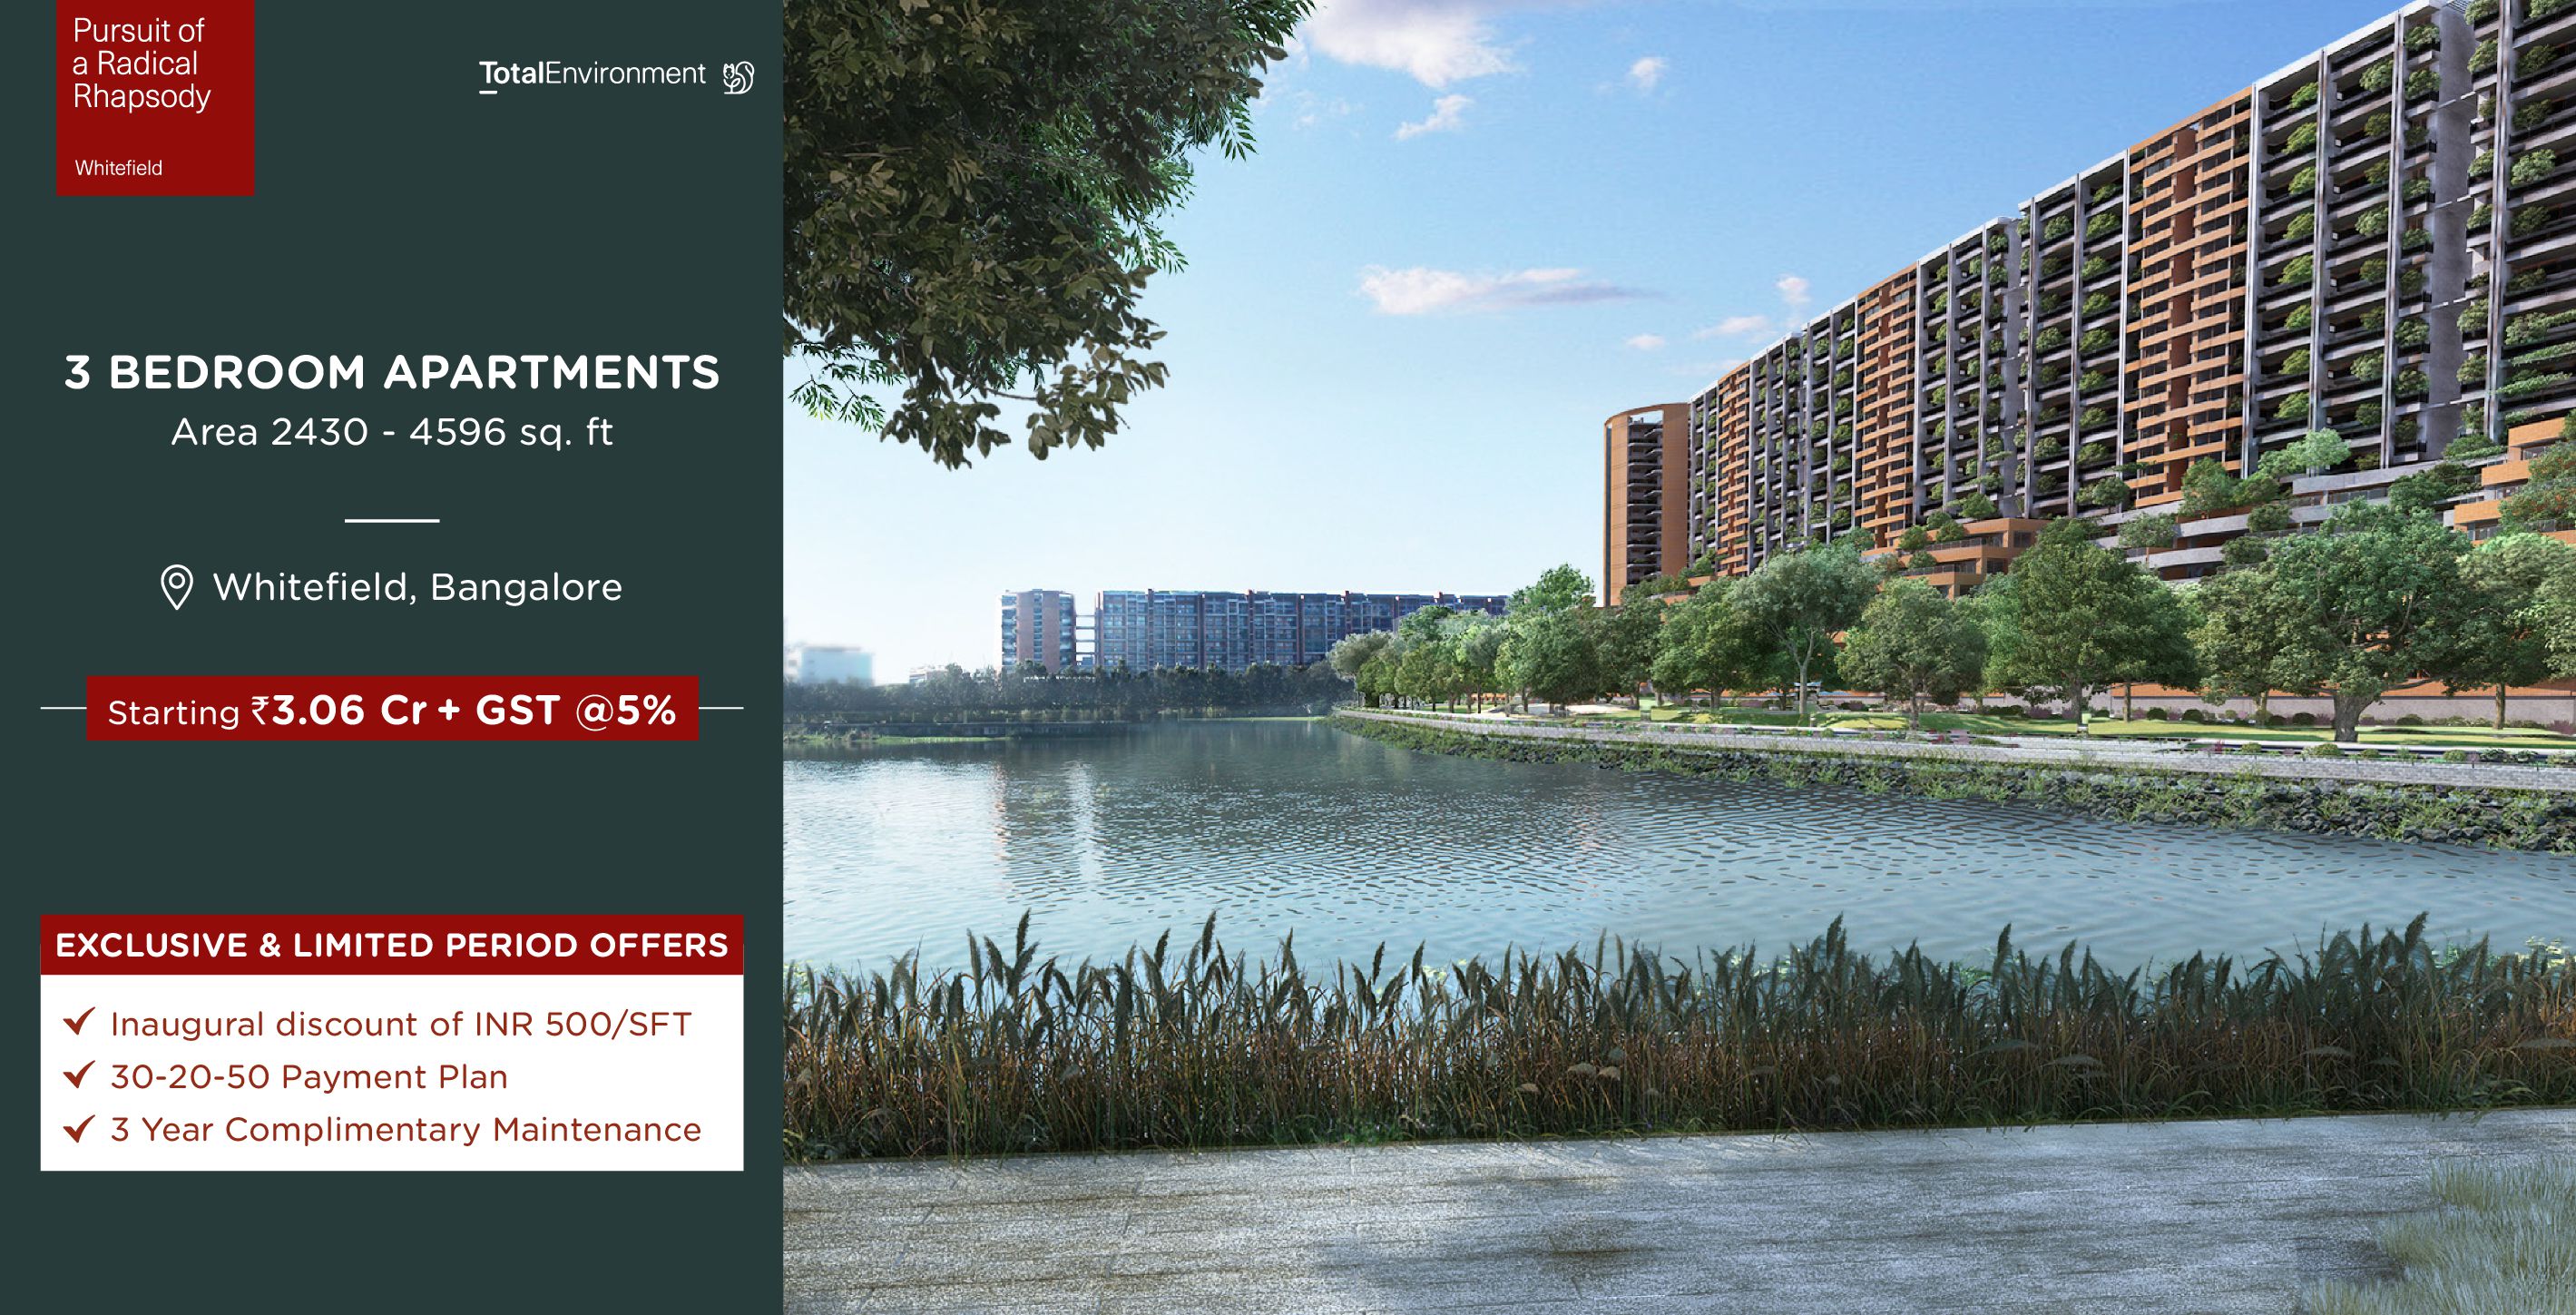 Pursuit of
a Radical
Rhapsody
Whitefield
TotalEnvironment
3 BEDROOM APARTMENTS
Area 2430 - 4596 sq. ft
Whitefield, Bangalore
Starting ₹3.06 Cr + GST @5%
EXCLUSIVE & LIMITED PERIOD OFFERS
Inaugural discount of INR 500/SFT
30-20-50 Payment Plan
3 Year Complimentary Maintenance